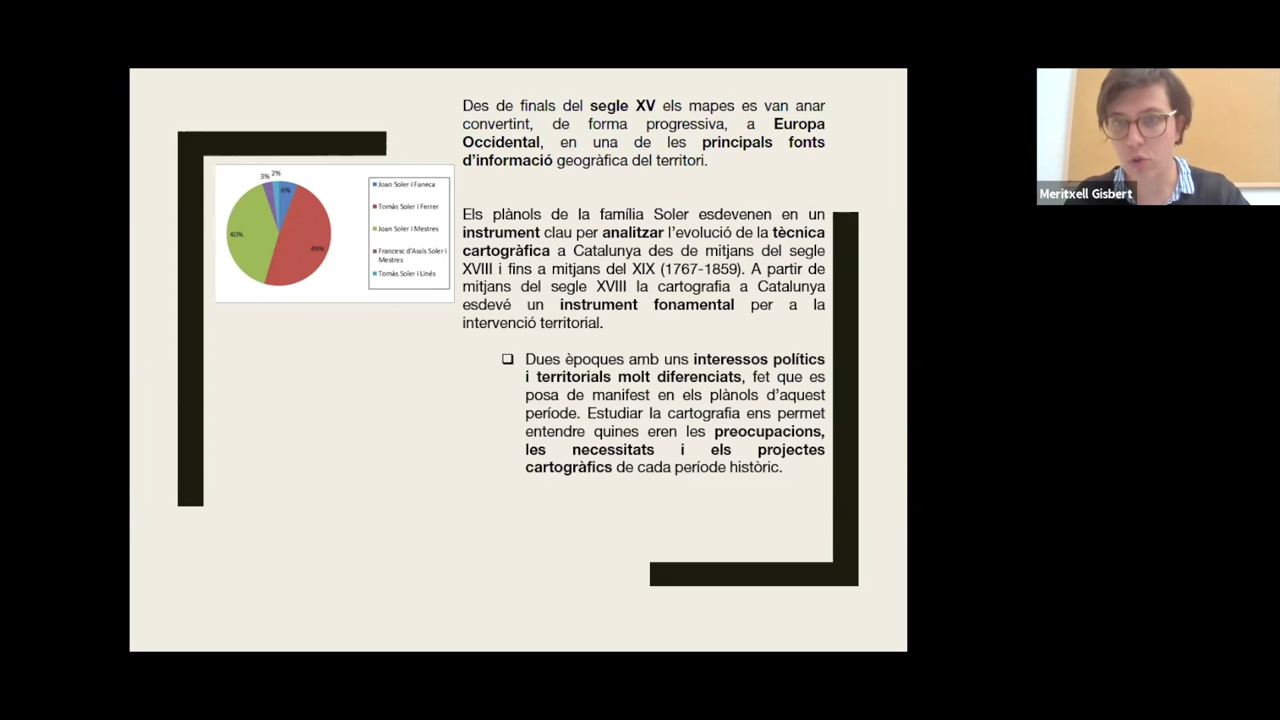 Des de finals del segle XV els mapes es van anar
convertint, de forma progressiva, a Europa
Occidental, en una de les principals fonts
d'informació geogràfica del territori.
3% 2%
6%
40%
49%
Joan Soler i Faneca
Tomàs Soler i Ferrer
Joan Soler i Mestres
Francesc d'Assís Soler i
Mestres
Tomàs Soler i Linés
Els plànols de la família Soler esdevenen en un
instrument clau per analitzar l'evolució de la tècnica
cartogràfica a Catalunya des de mitjans del segle
XVIII i fins a mitjans del XIX (1767-1859). A partir de
mitjans del segle XVIII la cartografia a Catalunya
esdevé un instrument fonamental per a la
intervenció territorial.
Dues èpoques amb uns interessos polítics
i territorials molt diferenciats, fet que es
posa de manifest en els plànols d'aquest
període. Estudiar la cartografia ens permet
entendre quines eren les preocupacions,
les necessitats i els projectes
cartogràfics de cada període històric.
Meritxell Gisbert